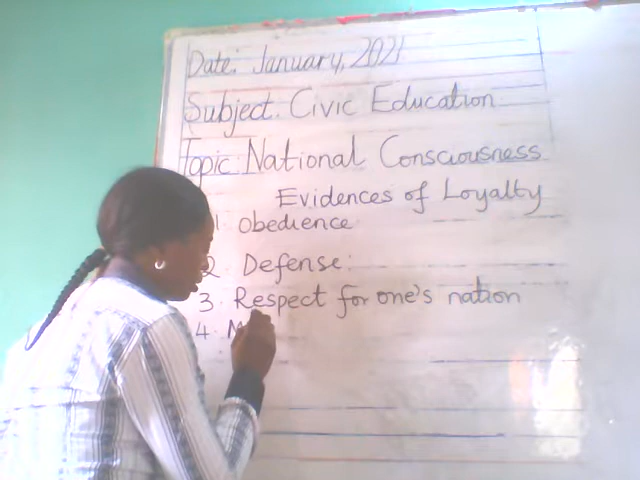 Date: January, 2021
Subject: Civic Education
Topic: National Consciousness
Evidences of Loyalty
1. Obedience
2. Defense.
3. Respect for one's nation
4.